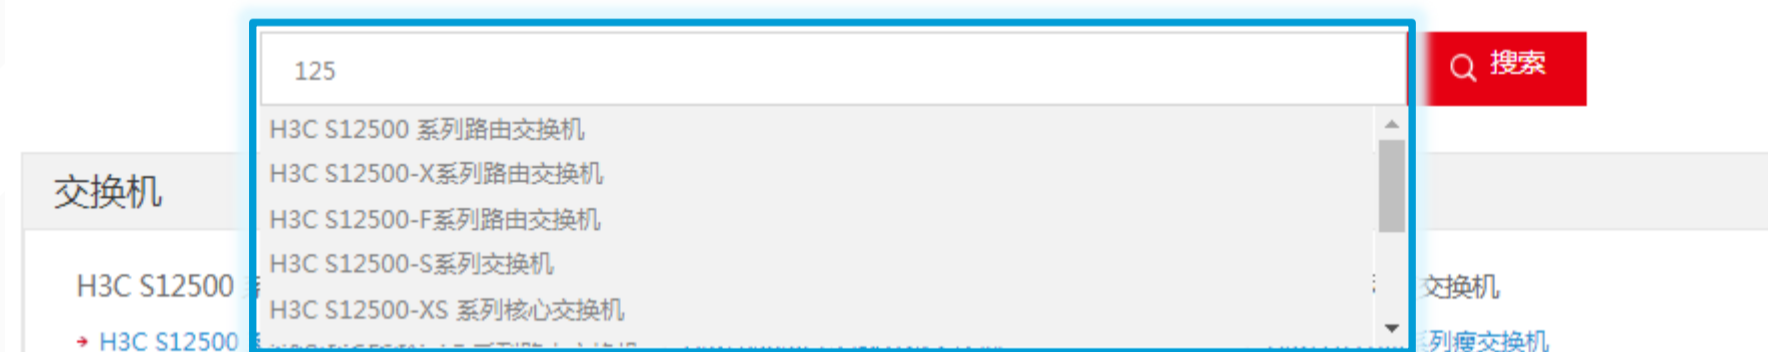 125
搜索
H3C S12500 系列路由交换机
H3C S12500-X系列路由交换机
交换机
H3C S12500-F系列路由交换机
H3C S12500-S系列交换机
H3C S12500 交换机
H3C S12500-XS 系列核心交换机
H3C S12500 系列瘦交换机